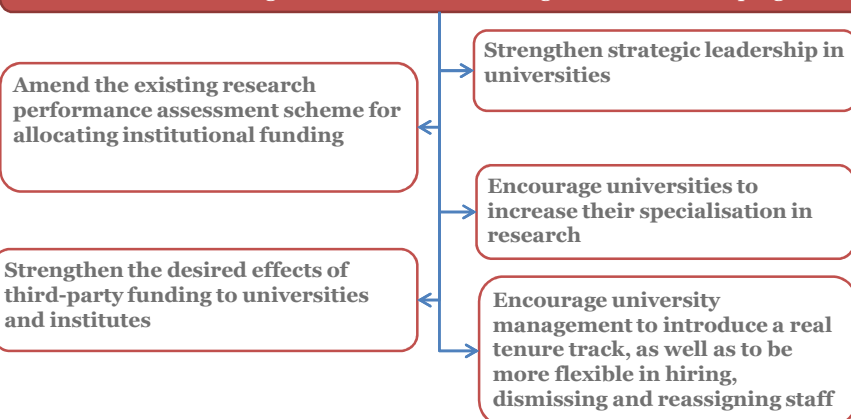 Strengthen strategic leadership in
universities
Amend the existing research
performance assessment scheme for
allocating institutional funding
Encourage universities to
increase their specialisation in
research
Strengthen the desired effects of
third-party funding to universities
and institutes
Encourage university
management to introduce a real
tenure track, as well as to be
more flexible in hiring,
dismissing and reassigning staff